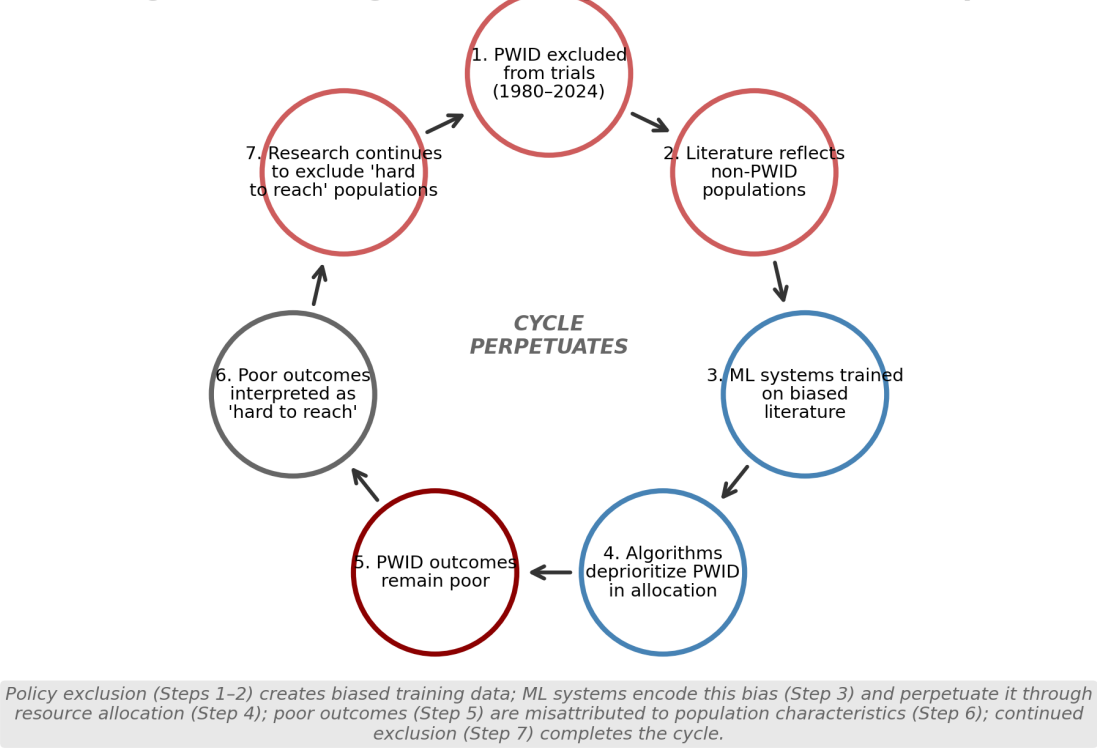 1. PWID excluded
from trials
(1980–2024)
2. Literature reflects
non-PWID
populations
3. ML systems trained
on biased
literature
4. Algorithms
deprioritize PWID
in allocation
5. PWID outcomes
remain poor
6. Poor outcomes
interpreted as
'hard to reach'
7. Research continues
to exclude 'hard
to reach' populations
CYCLE
PERPETUATES
Policy exclusion (Steps 1–2) creates biased training data; ML systems encode this bias (Step 3) and perpetuate it through
resource allocation (Step 4); poor outcomes (Step 5) are misattributed to population characteristics (Step 6); continued
exclusion (Step 7) completes the cycle.